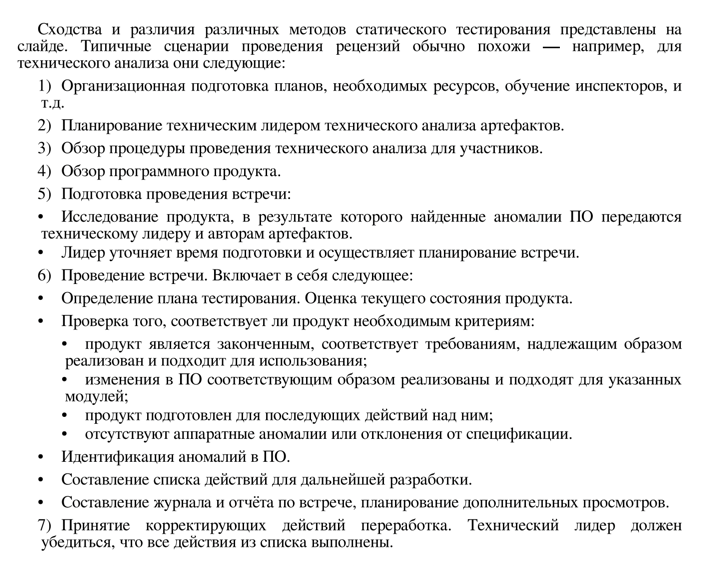 Сходства и различия различных методов статического тестирования представлены на
слайде. Типичные сценарии проведения рецензий обычно похожи — например, для
технического анализа они следующие:
1) Организационная подготовка планов, необходимых ресурсов, обучение инспекторов, и
т.д.
2) Планирование техническим лидером технического анализа артефактов.
3) Обзор процедуры проведения технического анализа для участников.
4) Обзор программного продукта.
5) Подготовка проведения встречи:
• Исследование продукта, в результате которого найденные аномалии ПО передаются
техническому лидеру и авторам артефактов.
• Лидер уточняет время подготовки и осуществляет планирование встречи.
6) Проведение встречи. Включает в себя следующее:
• Определение плана тестирования. Оценка текущего состояния продукта.
• Проверка того, соответствует ли продукт необходимым критериям:
• продукт является законченным, соответствует требованиям, надлежащим образом
реализован и подходит для использования;
• изменения в ПО соответствующим образом реализованы и подходят для указанных
модулей;
• продукт подготовлен для последующих действий над ним;
• отсутствуют аппаратные аномалии или отклонения от спецификации.
• Идентификация аномалий в ПО.
• Составление списка действий для дальнейшей разработки.
• Составление журнала и отчёта по встрече, планирование дополнительных просмотров.
7) Принятие корректирующих действий переработка. Технический лидер должен
убедиться, что все действия из списка выполнены.